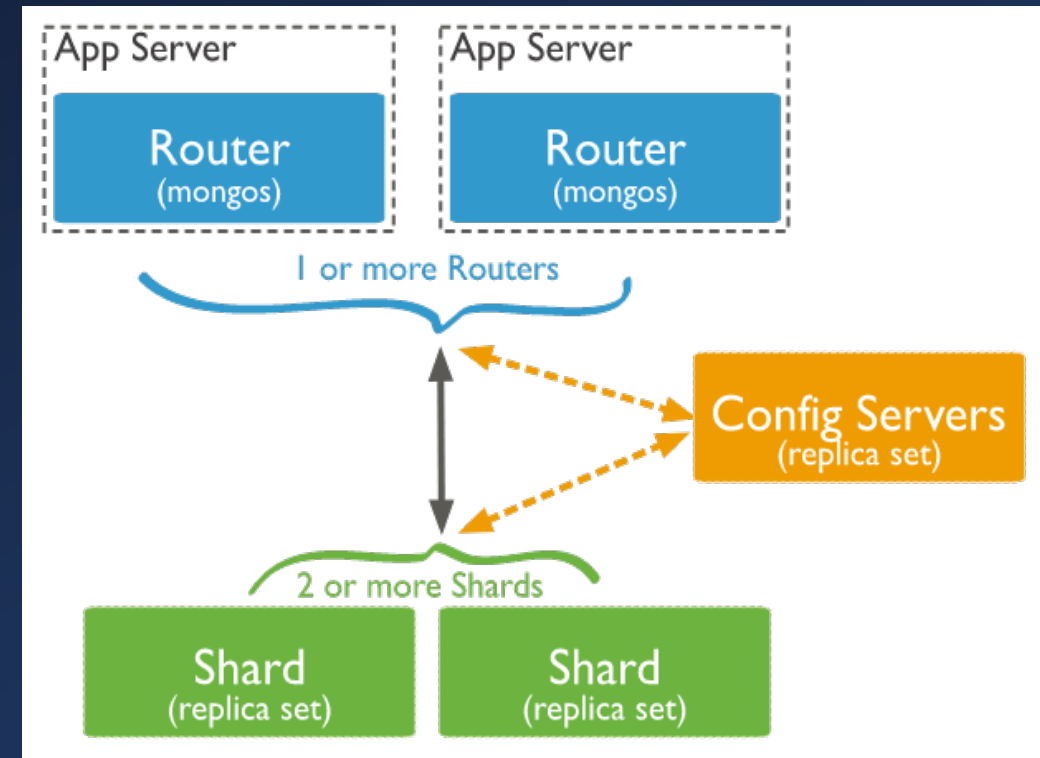 App Server
App Server
Router
(mongos)
Router
(mongos)
1 or more Routers
Config Servers
(replica set)
2 or more Shards
Shard
(replica set)
Shard
(replica set)